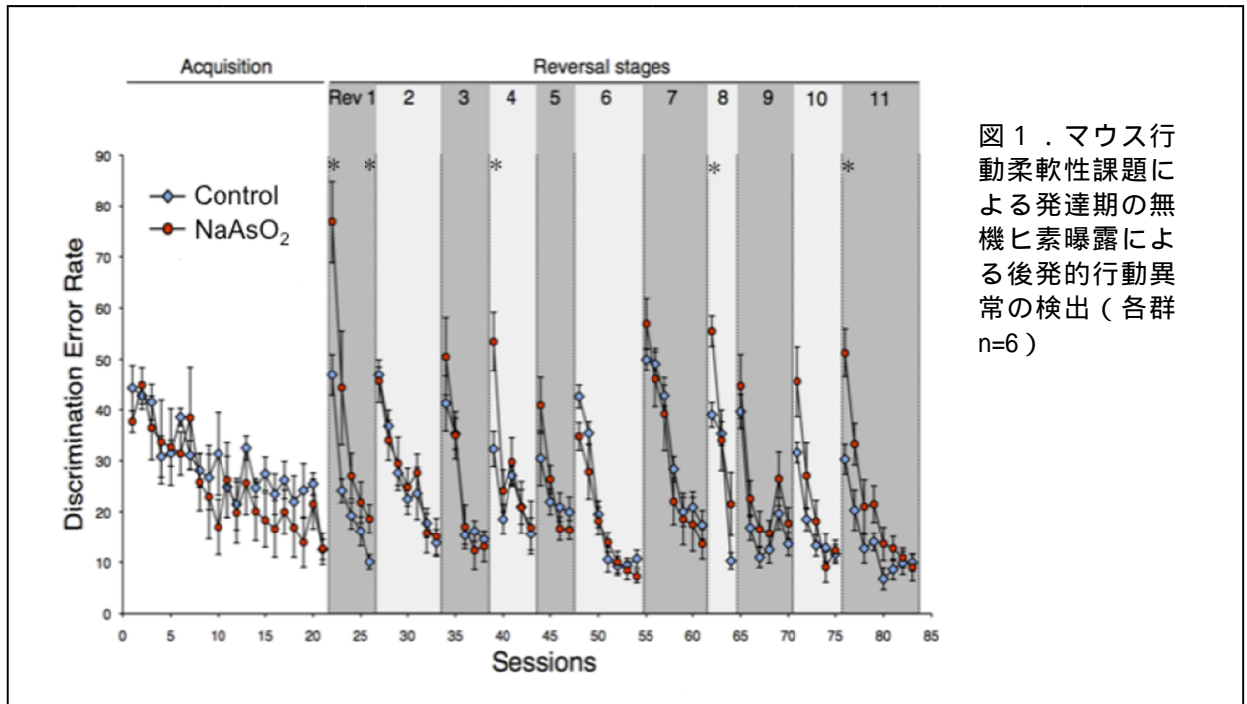 Acquisition
Reversal stages
Rev 1 2 3 4 5 6 7 8 9 10 11
* * * * *
90
80
70
60
50
40
30
20
10
0
Control
NaAsO2
Discrimination Error Rate
0 5 10 15 20 25 30 35 40 45 50 55 60 65 70 75 80 85
Sessions
図1．マウス行
動柔軟性課題に
よる発達期の無
機ヒ素曝露によ
る後発的行動異
常の検出（各群
n=6）